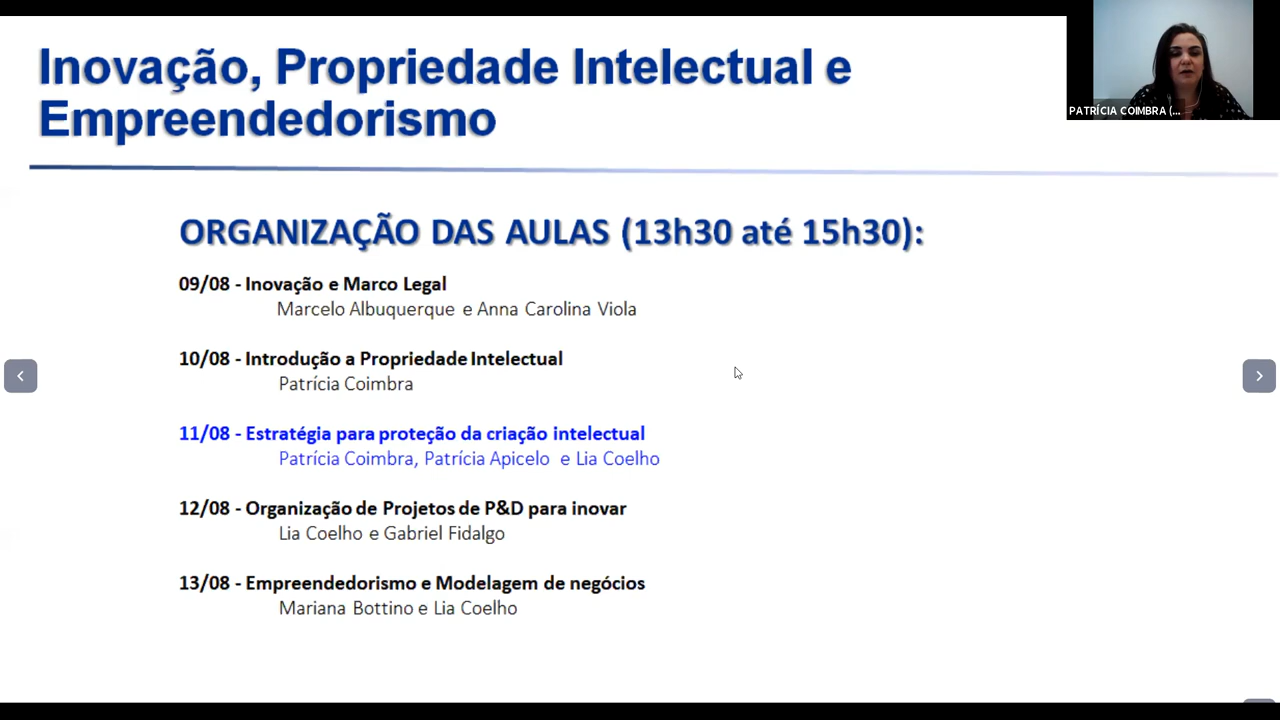 Inovação, Propriedade Intelectual e
Empreendedorismo
PATRÍCIA COIMBRA (...
ORGANIZAÇÃO DAS AULAS (13h30 até 15h30):
09/08 - Inovação e Marco Legal
Marcelo Albuquerque e Anna Carolina Viola
10/08 - Introdução a Propriedade Intelectual
Patrícia Coimbra
11/08 - Estratégia para proteção da criação intelectual
Patrícia Coimbra, Patrícia Apicelo e Lia Coelho
12/08 - Organização de Projetos de P&D para inovar
Lia Coelho e Gabriel Fidalgo
13/08 - Empreendedorismo e Modelagem de negócios
Mariana Bottino e Lia Coelho